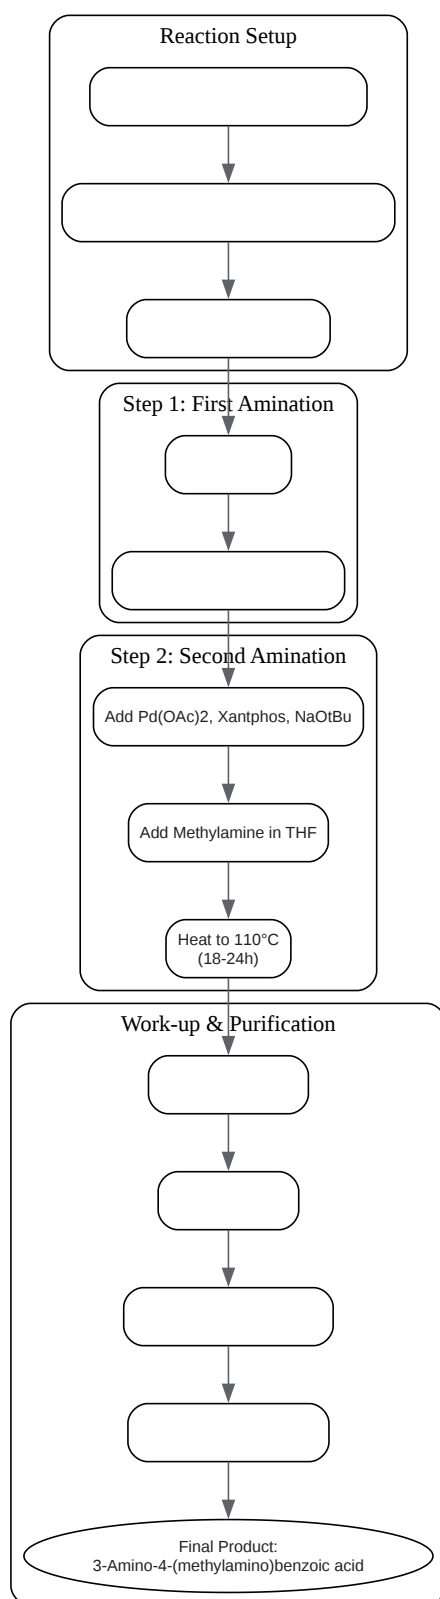 Reaction Setup
Step 1: First Amination
Step 2: Second Amination
Add Pd(OAc)2, Xantphos, NaOtBu
Add Methylamine in THF
Heat to 110°C
(18-24h)
Work-up & Purification
Final Product:
3-Amino-4-(methylamino)benzoic acid